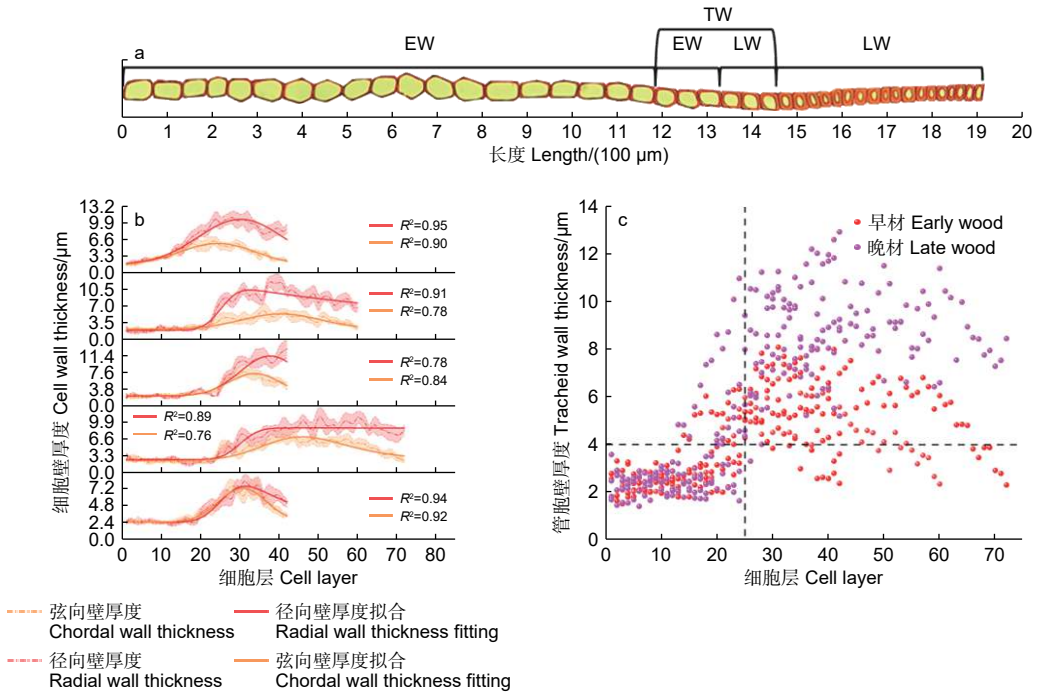 a
TW
EW
EW
LW
LW
0 1 2 3 4 5 6 7 8 9 10 11 12 13 14 15 16 17 18 19 20
长度 Length/(100 μm)
b
细胞壁厚度 Cell wall thickness/μm
13.2
9.9
6.6
3.3
0.0
R²=0.95
R²=0.90
10.5
7.0
3.5
0.0
R²=0.91
R²=0.78
11.4
7.6
3.8
0.0
R²=0.78
R²=0.84
9.9
6.6
3.3
0.0
R²=0.89
R²=0.76
7.2
4.8
2.4
0.0
R²=0.94
R²=0.92
0 10 20 30 40 50 60 70 80
细胞层 Cell layer
c
管胞壁厚度 Tracheid wall thickness/μm
14
12
10
8
6
4
2
0
早材 Early wood
晚材 Late wood
0 10 20 30 40 50 60 70
细胞层 Cell layer
弦向壁厚度
Chordal wall thickness
径向壁厚度拟合
Radial wall thickness fitting
径向壁厚度
Radial wall thickness
弦向壁厚度拟合
Chordal wall thickness fitting